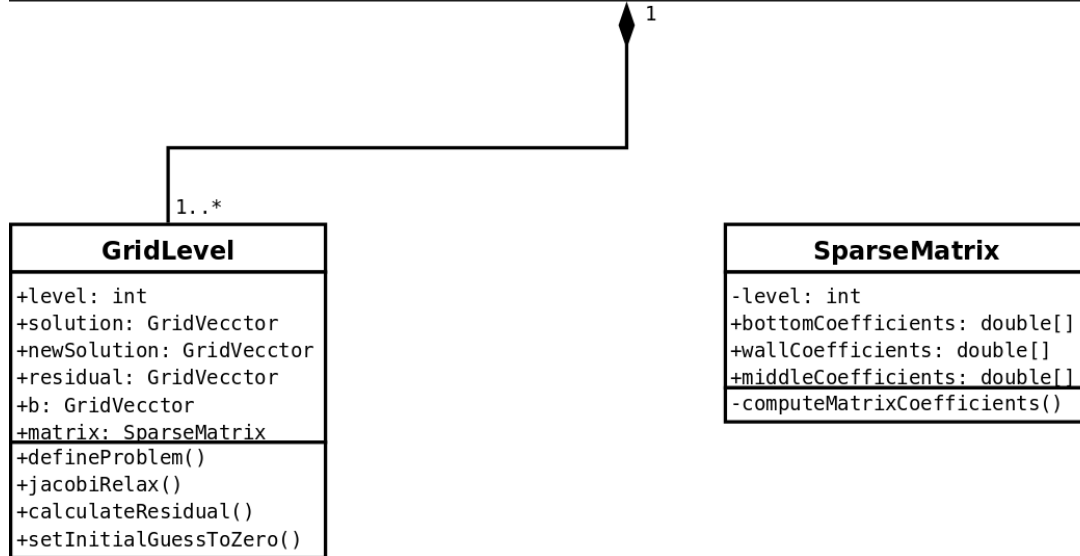 1
1..*
GridLevel
+level: int
+solution: GridVecctor
+newSolution: GridVecctor
+residual: GridVecctor
+b: GridVecctor
+matrix: SparseMatrix
+defineProblem()
+jacobiRelax()
+calculateResidual()
+setInitialGuessToZero()
SparseMatrix
-level: int
+bottomCoefficients: double[]
+wallCoefficients: double[]
+middleCoefficients: double[]
-computeMatrixCoefficients()